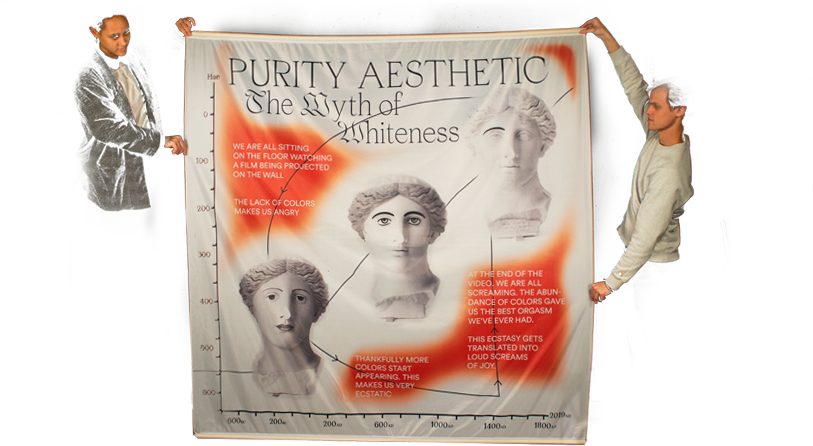 PURITY AESTHETIC
The Myth of
Whiteness
Hue
0
100
200
300
400
500
600
WE ARE ALL SITTING
ON THE FLOOR WATCHING
A FILM BEING PROJECTED
ON THE WALL
THE LACK OF COLORS
MAKES US ANGRY
AT THE END OF THE
VIDEO, WE ARE ALL
SCREAMING. THE ABUN-
DANCE OF COLORS GAVE
US THE BEST ORGASM
WE'VE EVER HAD.
THIS ECSTASY GETS
TRANSLATED INTO
LOUD SCREAMS
OF JOY.
THANKFULLY MORE
COLORS START
APPEARING. THIS
MAKES US VERY
ECSTATIC
600 200 200 600 1000 1400 1800 2019